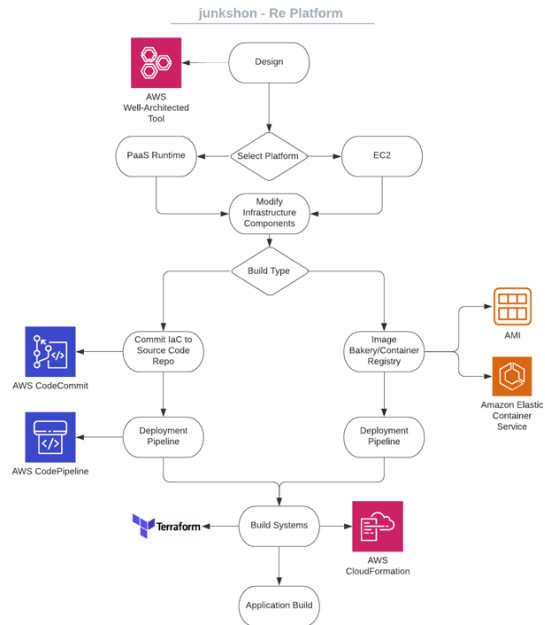 junkshon - Re Platform
Design
AWS
Well-Architected
Tool
PaaS Runtime
Select Platform
EC2
Modify
Infrastructure
Components
Build Type
Commit IaC to
Source Code
Repo
Image
Bakery/Container
Registry
AMI
AWS CodeCommit
Amazon Elastic
Container
Service
Deployment
Pipeline
Deployment
Pipeline
AWS CodePipeline
Terraform
Build Systems
AWS
CloudFormation
Application Build